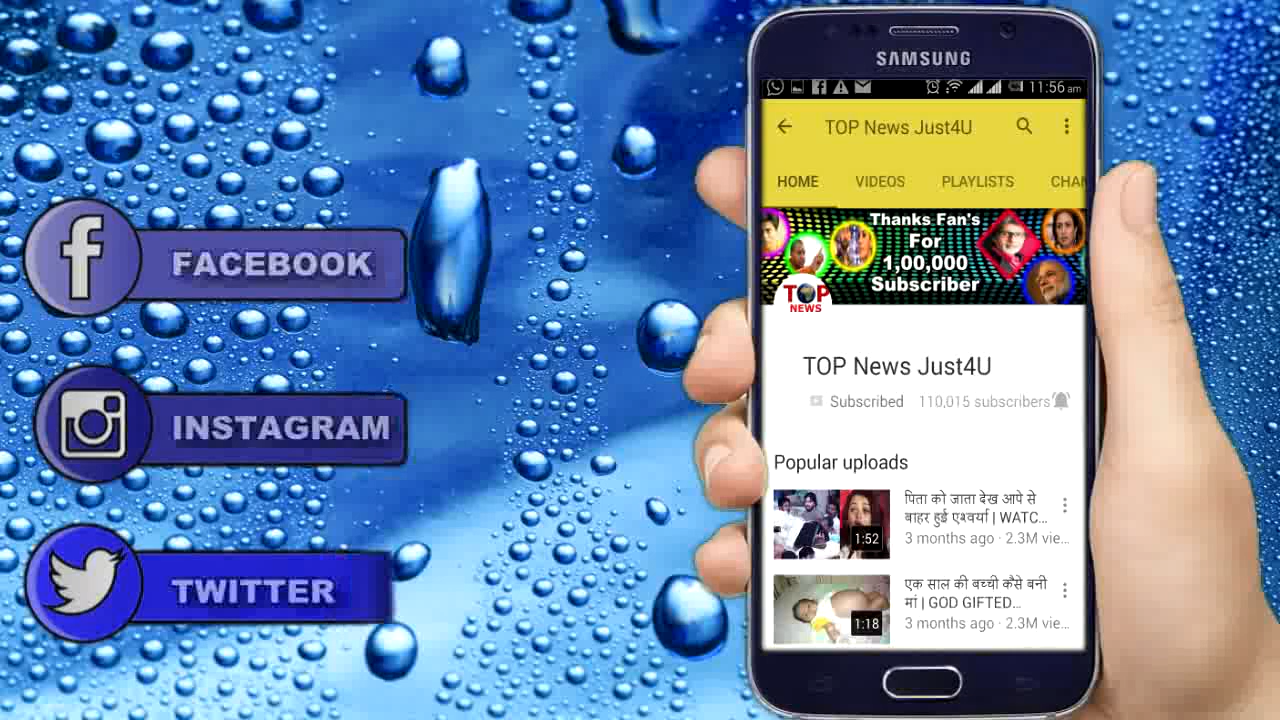 FACEBOOK
INSTAGRAM
TWITTER
SAMSUNG
11:56 am
TOP News Just4U
HOME VIDEOS PLAYLISTS CHAN
Thanks Fan's
For
1,00,000
Subscriber
TOP
NEWS
TOP News Just4U
Subscribed 110,015 subscribers
Popular uploads
पिता को जाता देख आपे से
बाहर हुई एश्वर्या | WATC...
1:52
3 months ago · 2.3M vie...
एक साल की बच्ची कैसे बनी
मां | GOD GIFTED...
1:18
3 months ago · 2.3M vie...